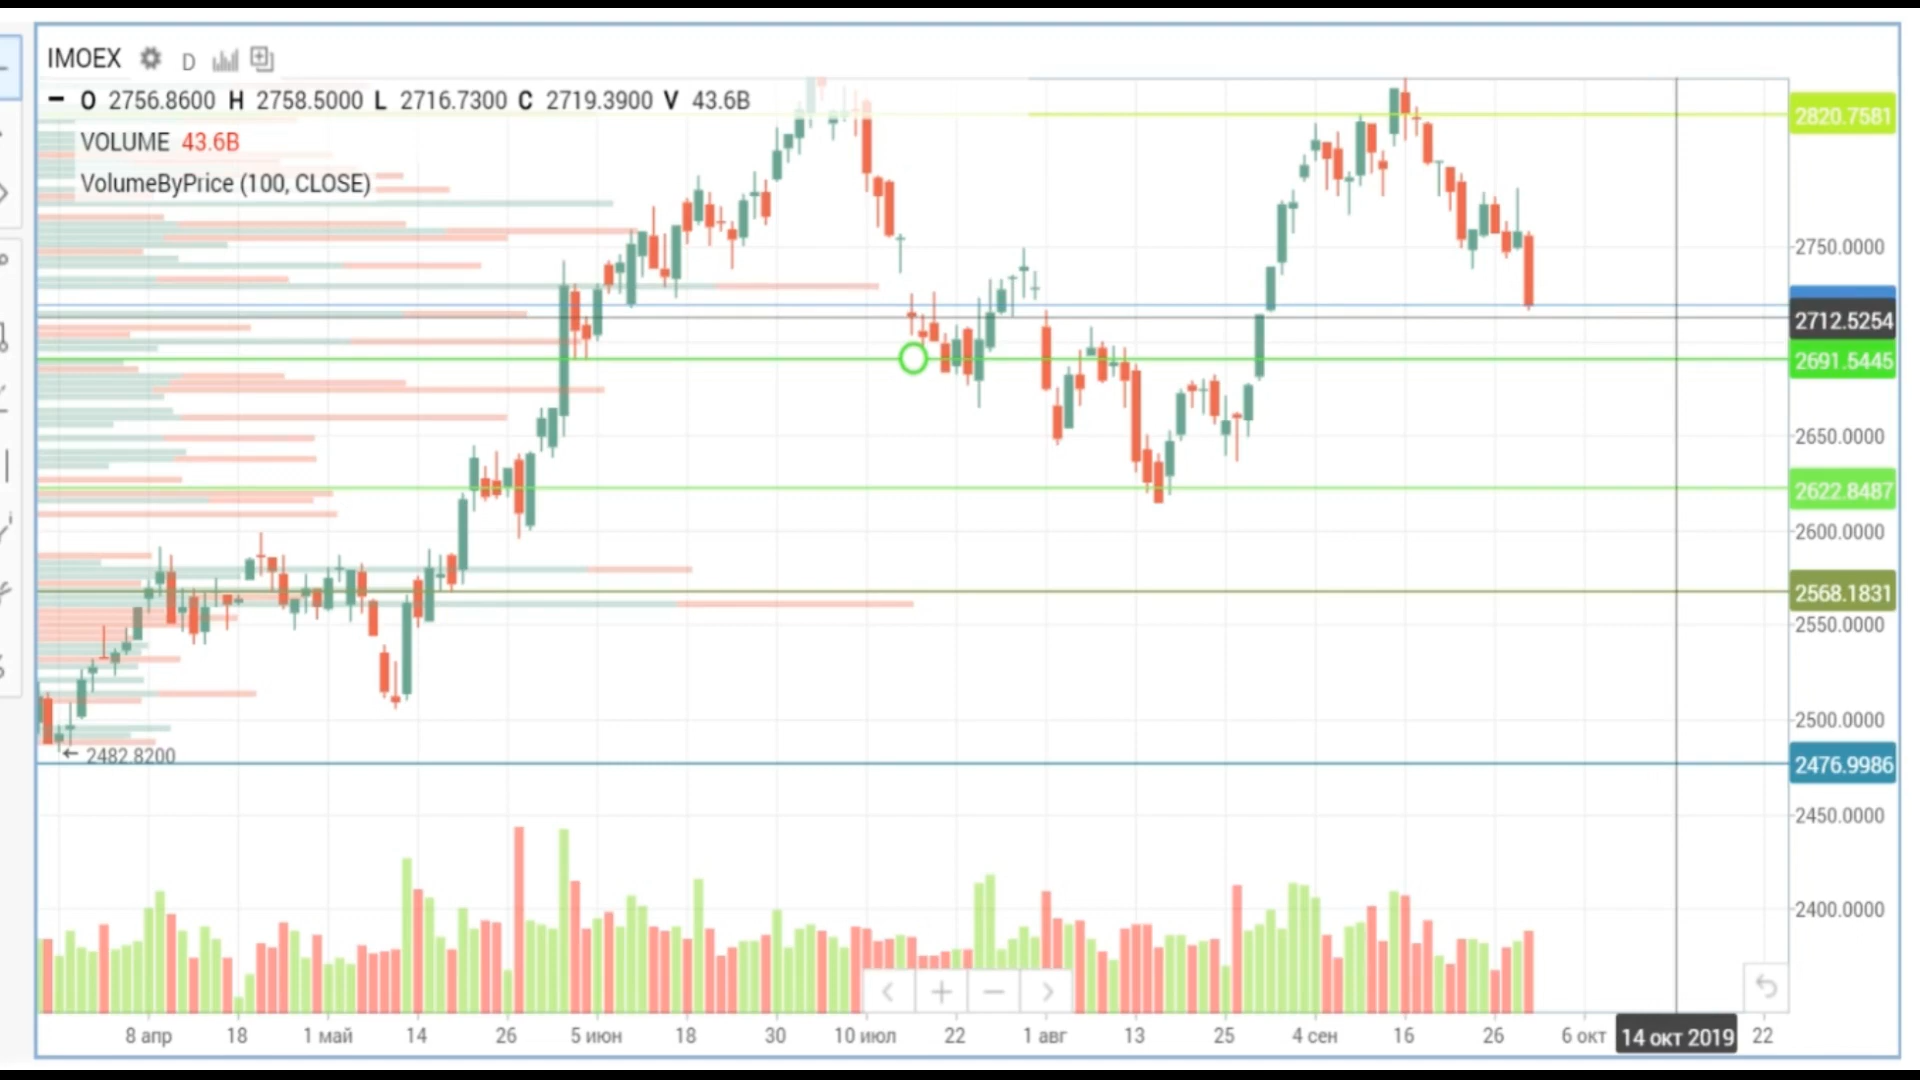 IMOEX D
O 2756.8600 H 2758.5000 L 2716.7300 C 2719.3900 V 43.6B
VOLUME 43.6B
VolumeByPrice (100, CLOSE)
2820.7581
2750.0000
2712.5254
2691.5445
2650.0000
2622.8487
2600.0000
2568.1831
2550.0000
2500.0000
2482.8200
2476.9986
2450.0000
2400.0000
8 апр 18 1 май 14 26 5 июн 18 30 10 июл 22 1 авг 13 25 4 сен 16 26 6 окт 14 окт 2019 22